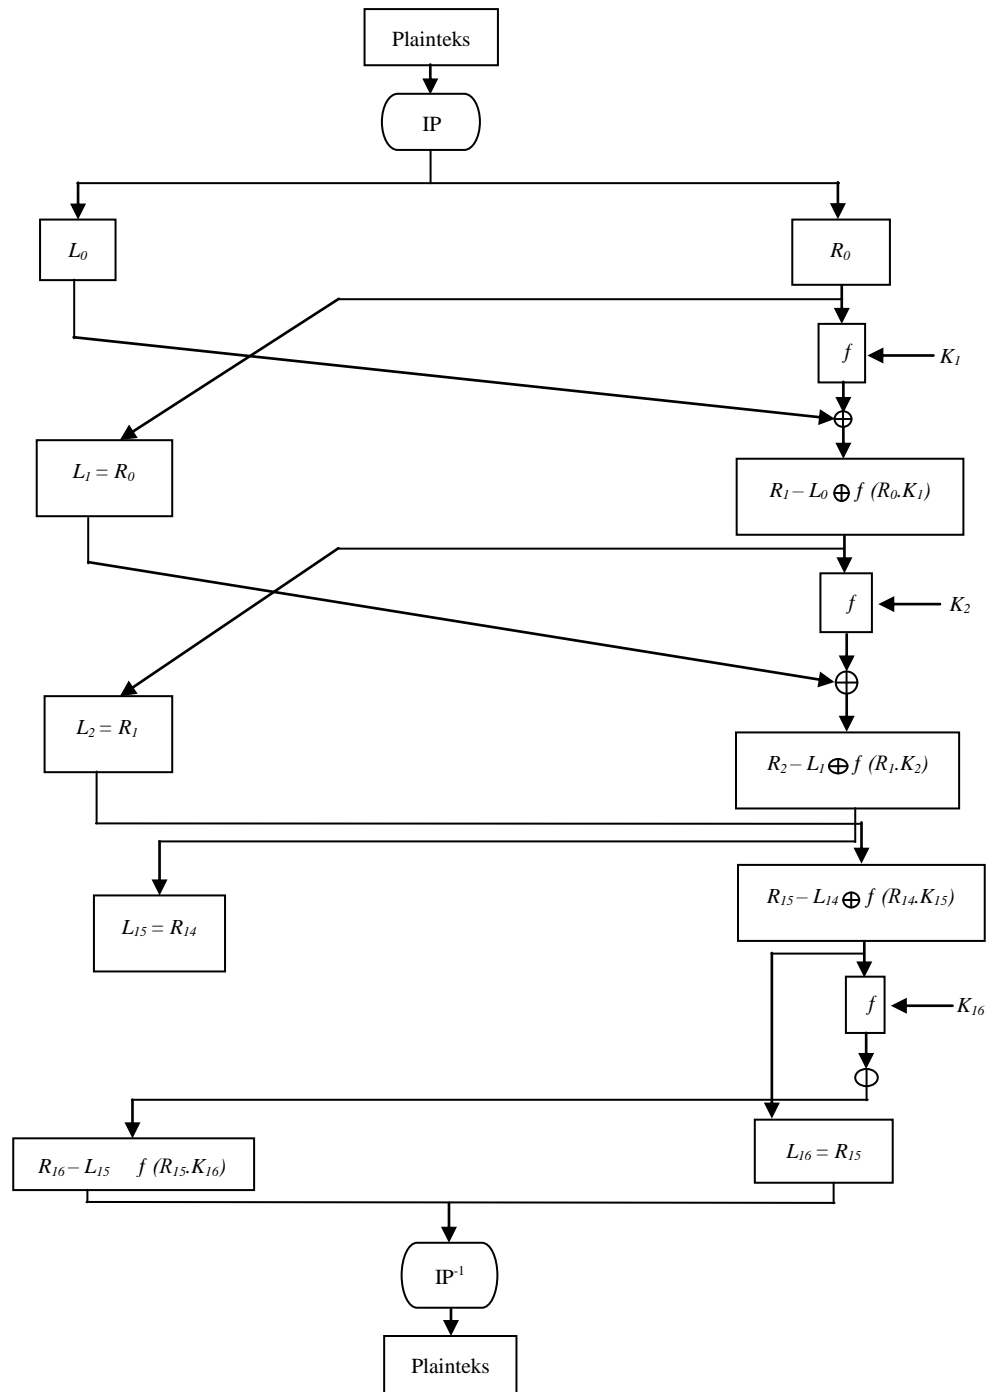 Plainteks
IP
L₀
R₀
f
K₁
L₁ = R₀
R₁ – L₀ ⊕ f (R₀.K₁)
f
K₂
L₂ = R₁
R₂ – L₁ ⊕ f (R₁.K₂)
R₁₅ – L₁₄ ⊕ f (R₁₄.K₁₅)
L₁₅ = R₁₄
f
K₁₆
L₁₆ = R₁₅
R₁₆ – L₁₅ f (R₁₅.K₁₆)
IP⁻¹
Plainteks